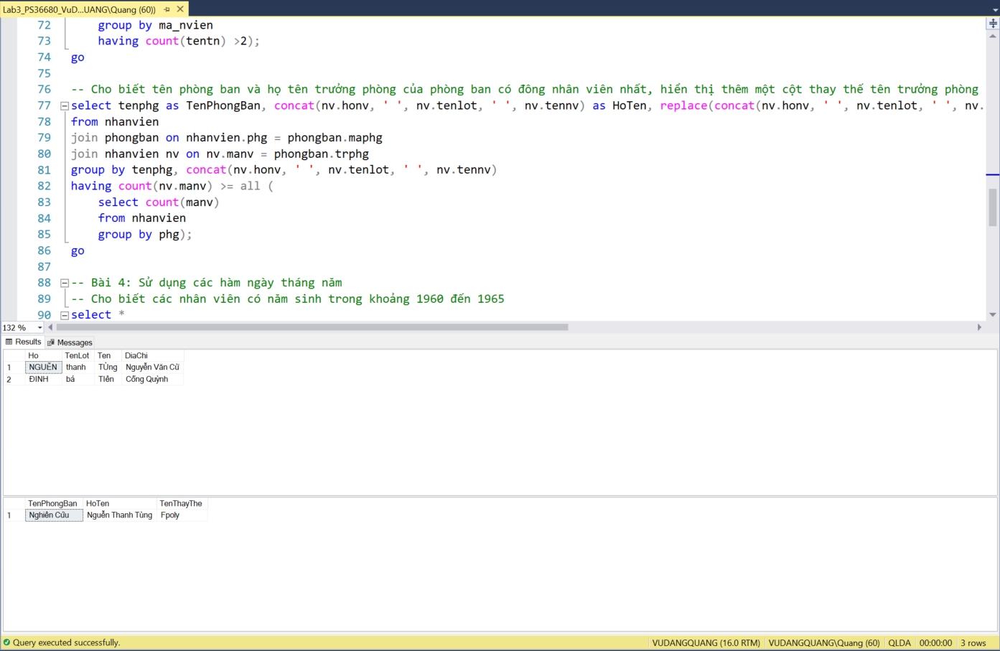 Lab3_PS36680_VuD...UANG\Quang (60))
72 group by ma_nvien
73 having count(tentn) >2);
74 go
75
76 -- Cho biết tên phòng ban và họ tên trưởng phòng của phòng ban có đông nhân viên nhất, hiển thị thêm một cột thay thế tên trưởng phòng
77 select tenphg as TenPhongBan, concat(nv.honv, ' ', nv.tenlot, ' ', nv.tennv) as HoTen, replace(concat(nv.honv, ' ', nv.tenlot, ' ', nv.
78 from nhanvien
79 join phongban on nhanvien.phg = phongban.maphg
80 join nhanvien nv on nv.manv = phongban.trphg
81 group by tenphg, concat(nv.honv, ' ', nv.tenlot, ' ', nv.tennv)
82 having count(nv.manv) >= all (
83 select count(manv)
84 from nhanvien
85 group by phg);
86 go
87
88 -- Bài 4: Sử dụng các hàm ngày tháng năm
89 -- Cho biết các nhân viên có năm sinh trong khoảng 1960 đến 1965
90 select *
132 %
Results Messages
Ho TenLot Ten DiaChi
1 NGUỄN thanh TÙng Nguyễn Văn Cừ
2 ĐINH bá TIên Cống Quỳnh
TenPhongBan HoTen TenThayThe
1 Nghiên Cứu Nguễn Thanh Tùng Fpoly
Query executed successfully. VUDANGQUANG (16.0 RTM) VUDANGQUANG\Quang (60) QLDA 00:00:00 3 rows